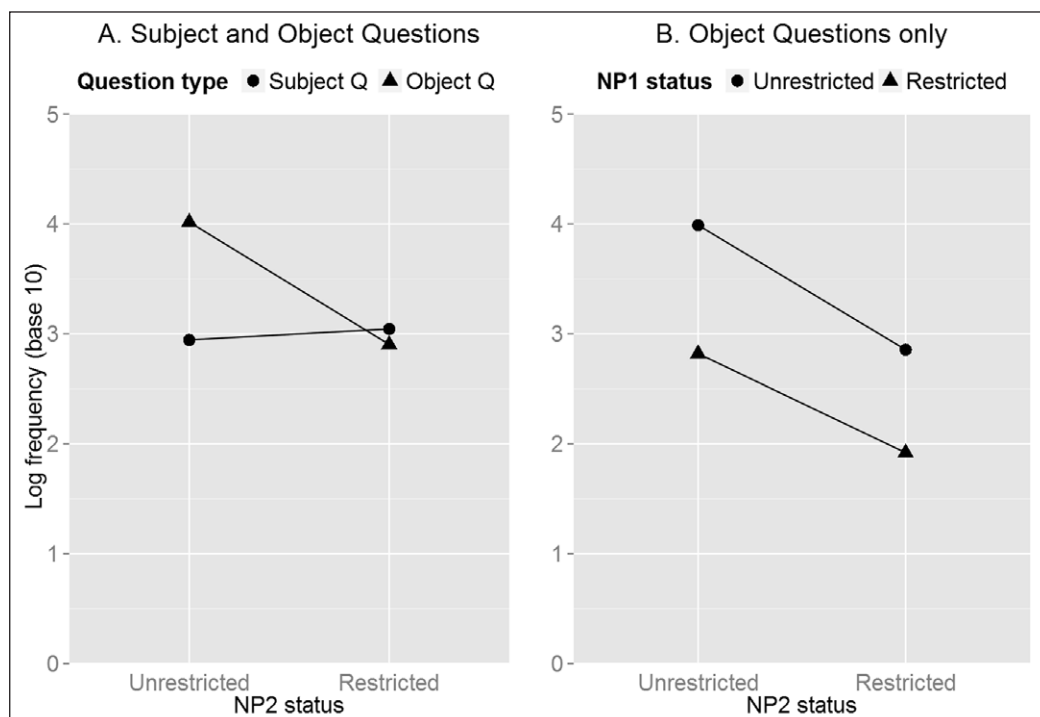 A. Subject and Object Questions
Question type ● Subject Q ▲ Object Q
Log frequency (base 10)
5
4
3
2
1
0
Unrestricted Restricted
NP2 status
B. Object Questions only
NP1 status ● Unrestricted ▲ Restricted
5
4
3
2
1
0
Unrestricted Restricted
NP2 status